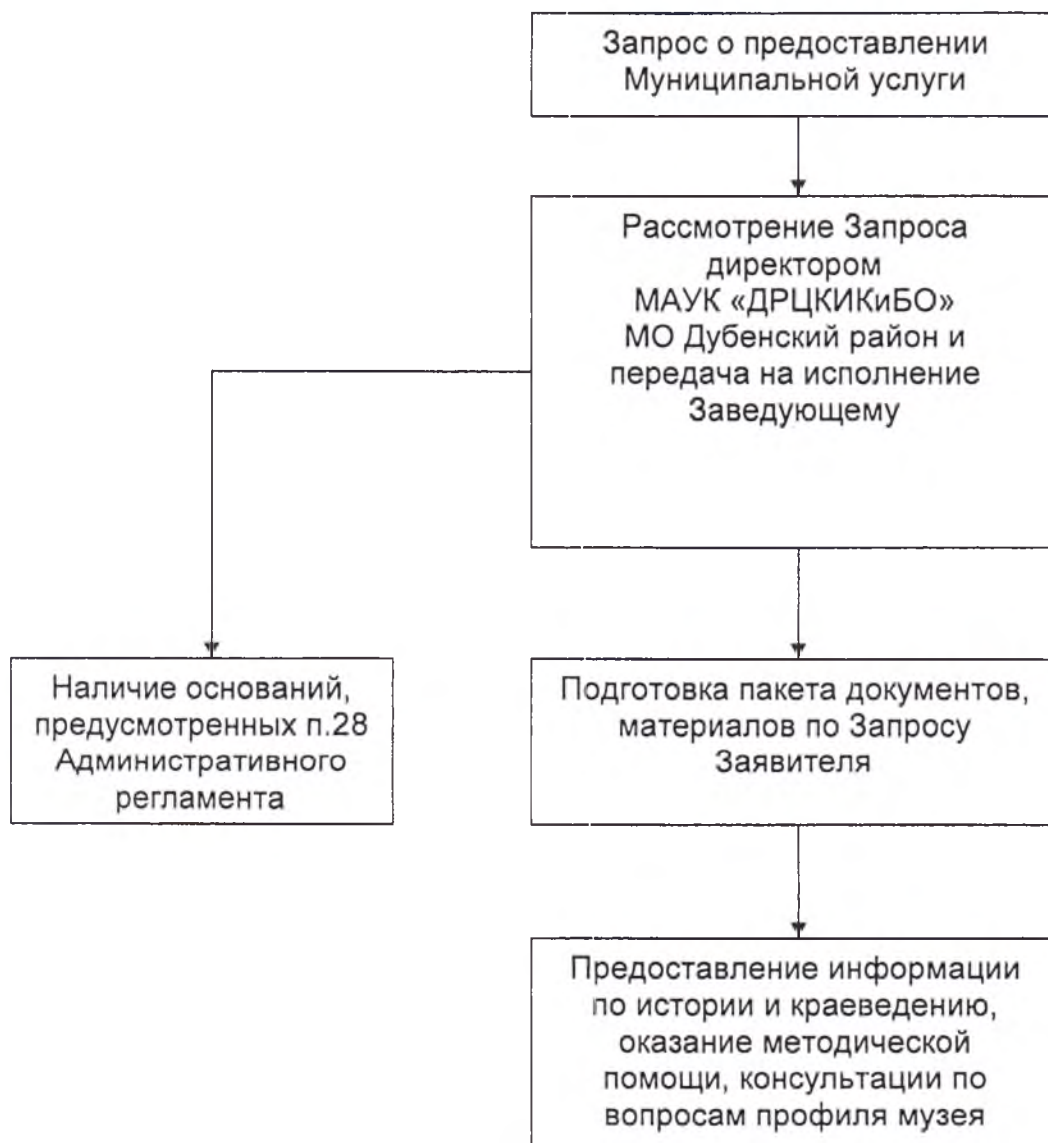 Запрос о предоставлении
Муниципальной услуги
Рассмотрение Запроса
директором
МАУК «ДРЦКИКиБО»
МО Дубенский район и
передача на исполнение
Заведующему
Наличие оснований,
предусмотренных п.28
Административного
регламента
Подготовка пакета документов,
материалов по Запросу
Заявителя
Предоставление информации
по истории и краеведению,
оказание методической
помощи, консультации по
вопросам профиля музея